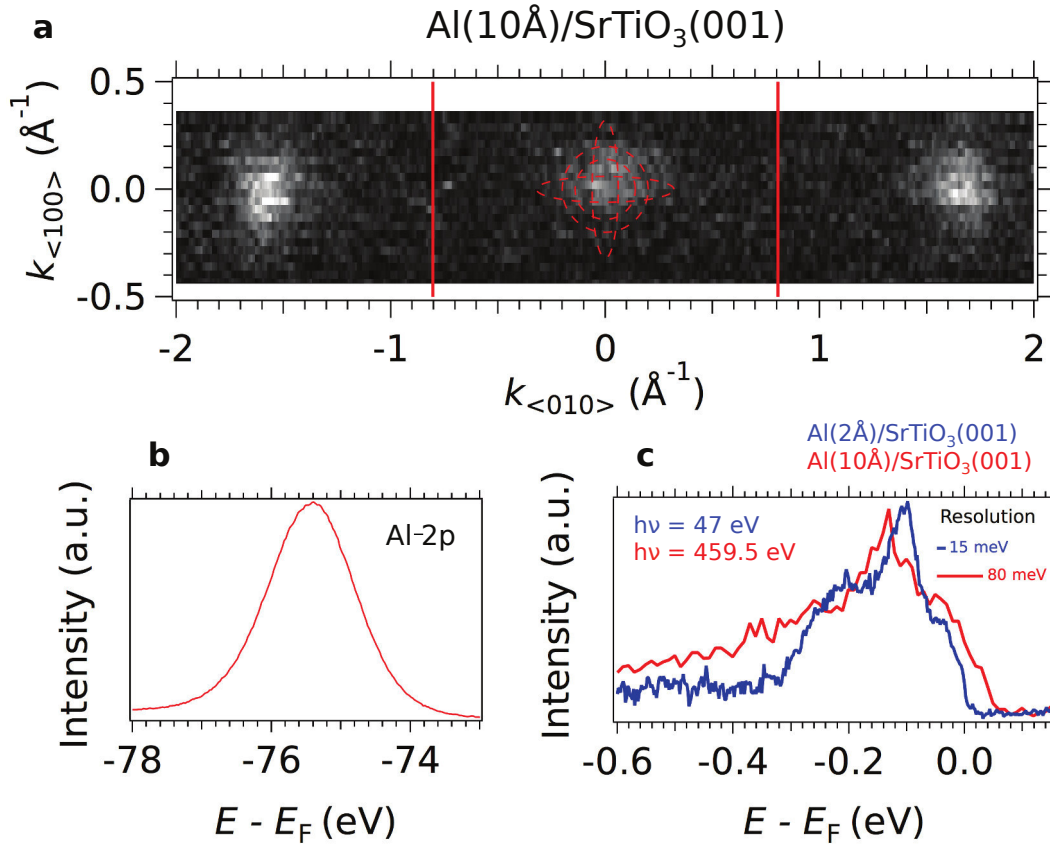 a
Al(10Å)/SrTiO₃(001)
0.5
0.0
-0.5
k<100> (Å⁻¹)
-2 -1 0 1 2
k<010> (Å⁻¹)
b
Intensity (a.u.)
Al-2p
-78 -76 -74
E - E_F (eV)
c
Al(2Å)/SrTiO₃(001)
Al(10Å)/SrTiO₃(001)
Intensity (a.u.)
hν = 47 eV
hν = 459.5 eV
Resolution
15 meV
80 meV
-0.6 -0.4 -0.2 0.0
E - E_F (eV)